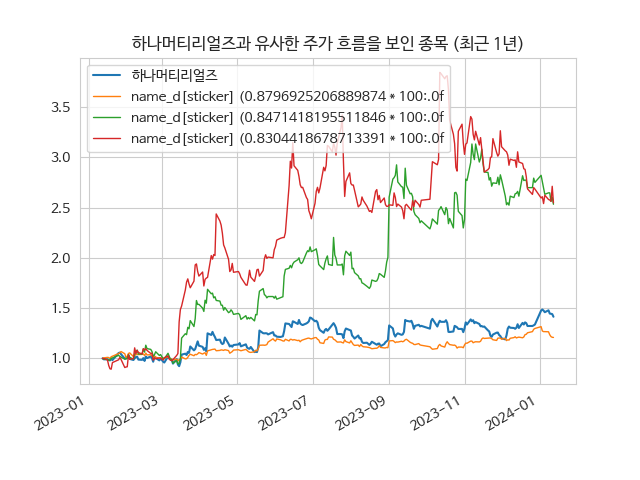 하나머티리얼즈과 유사한 주가 흐름을 보인 종목 (최근 1년)
하나머티리얼즈
name_d[sticker] (0.8796925206889874 * 100:.0f
name_d[sticker] (0.8471418195511846 * 100:.0f
name_d[sticker] (0.8304418678713391 * 100:.0f
3.5
3.0
2.5
2.0
1.5
1.0
2023-01
2023-03
2023-05
2023-07
2023-09
2023-11
2024-01